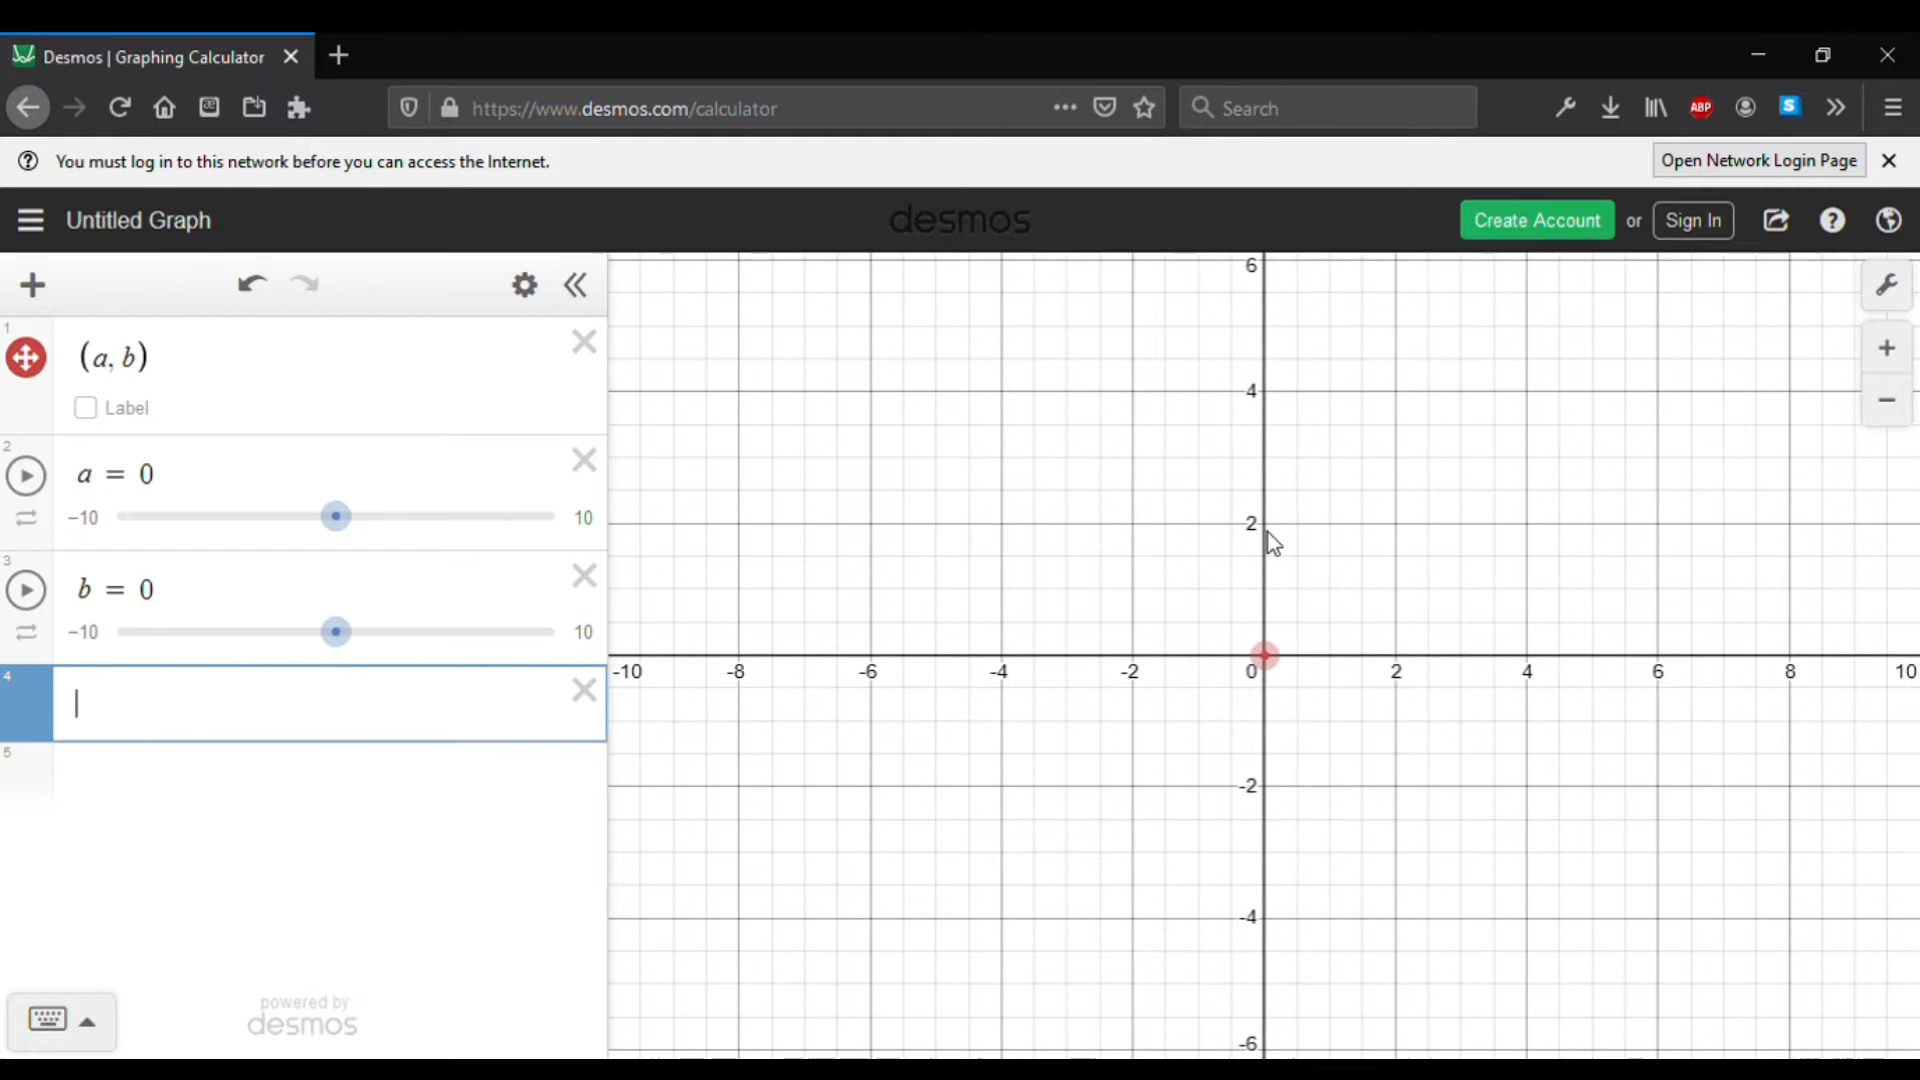 Desmos | Graphing Calculator
https://www.desmos.com/calculator
Search
ABP
S
You must log in to this network before you can access the Internet.
Open Network Login Page
Untitled Graph
desmos
Create Account or Sign In
1
(a, b)
Label
2
a = 0
-10 10
3
b = 0
-10 10
4
5
powered by
desmos
6
4
2
-10 -8 -6 -4 -2 0 2 4 6 8 10
-2
-4
-6